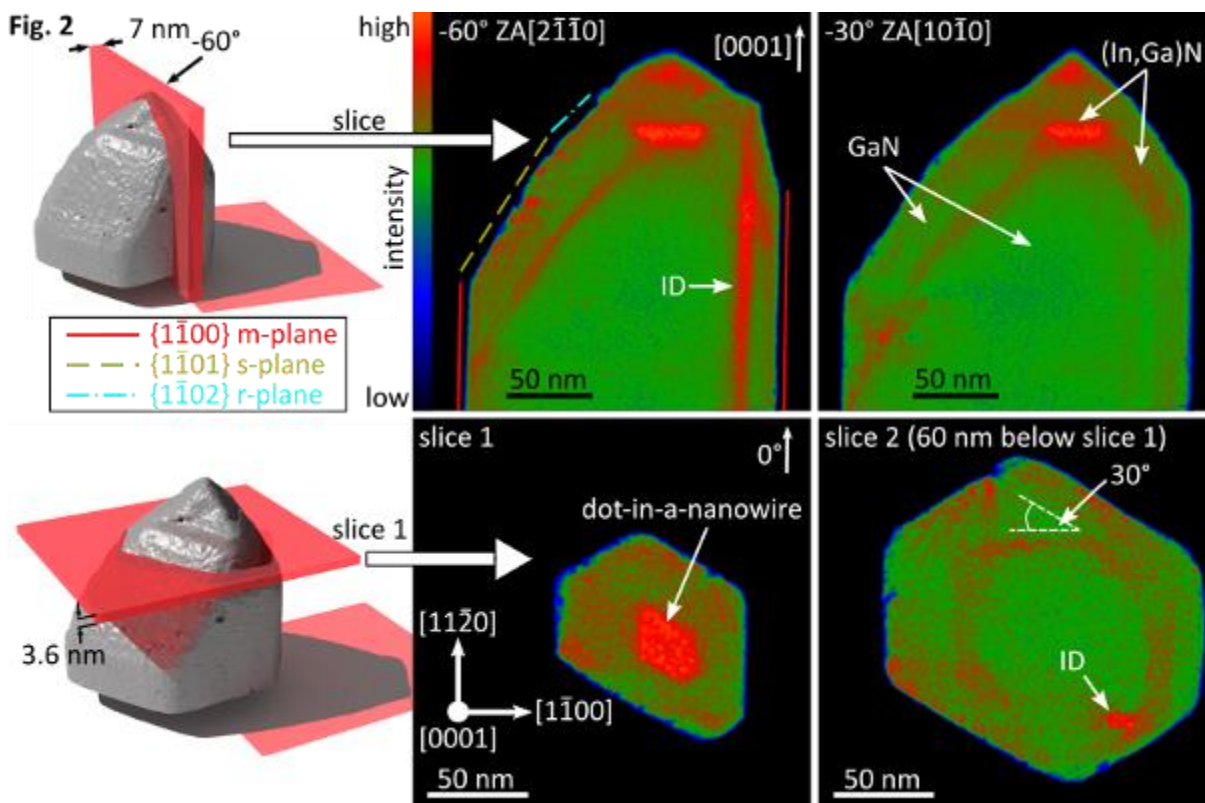 Fig. 2
7 nm
-60°
slice
high
intensity
low
{11̅00} m-plane
{11̅01} s-plane
{11̅02} r-plane
-60° ZA[21̅1̅0]
[0001]
ID
50 nm
-30° ZA[101̅0]
(In,Ga)N
GaN
50 nm
slice 1
3.6 nm
slice 1
0°
dot-in-a-nanowire
[112̅0]
[11̅00]
[0001]
50 nm
slice 2 (60 nm below slice 1)
30°
ID
50 nm